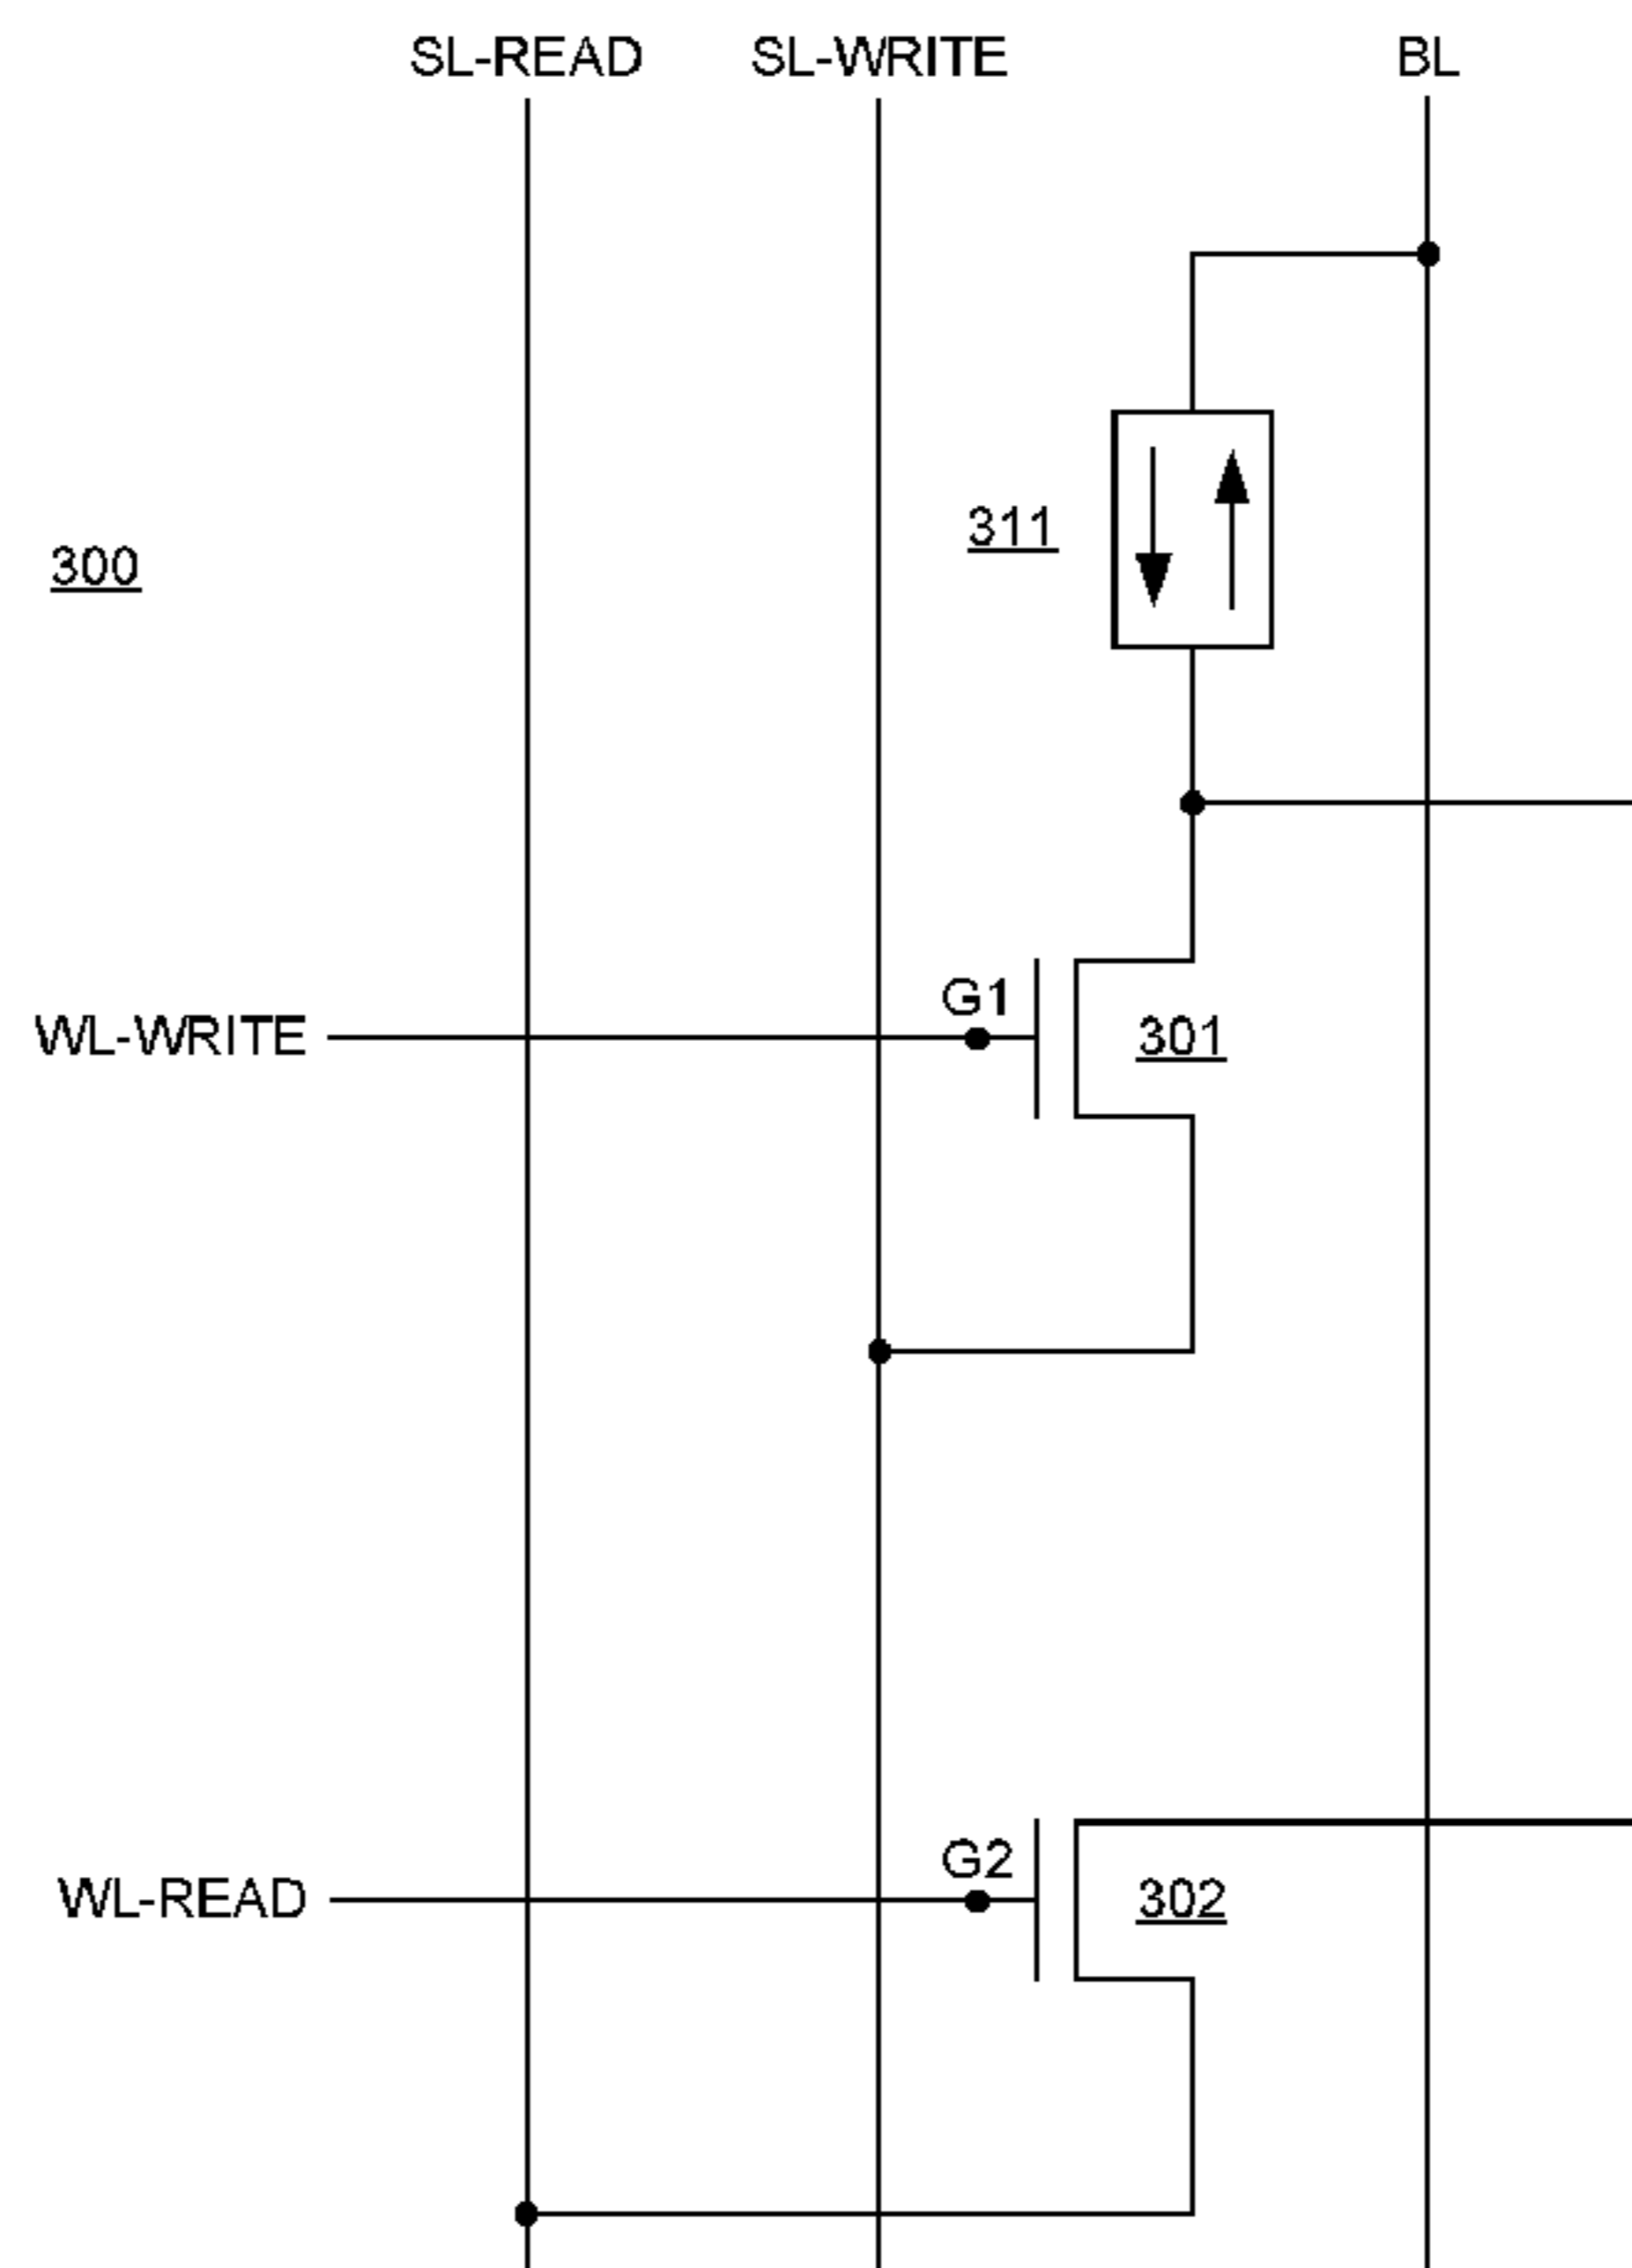 SL-READ SL-WRITE BL
311
300
G1
WL-WRITE 301
G2
WL-READ 302